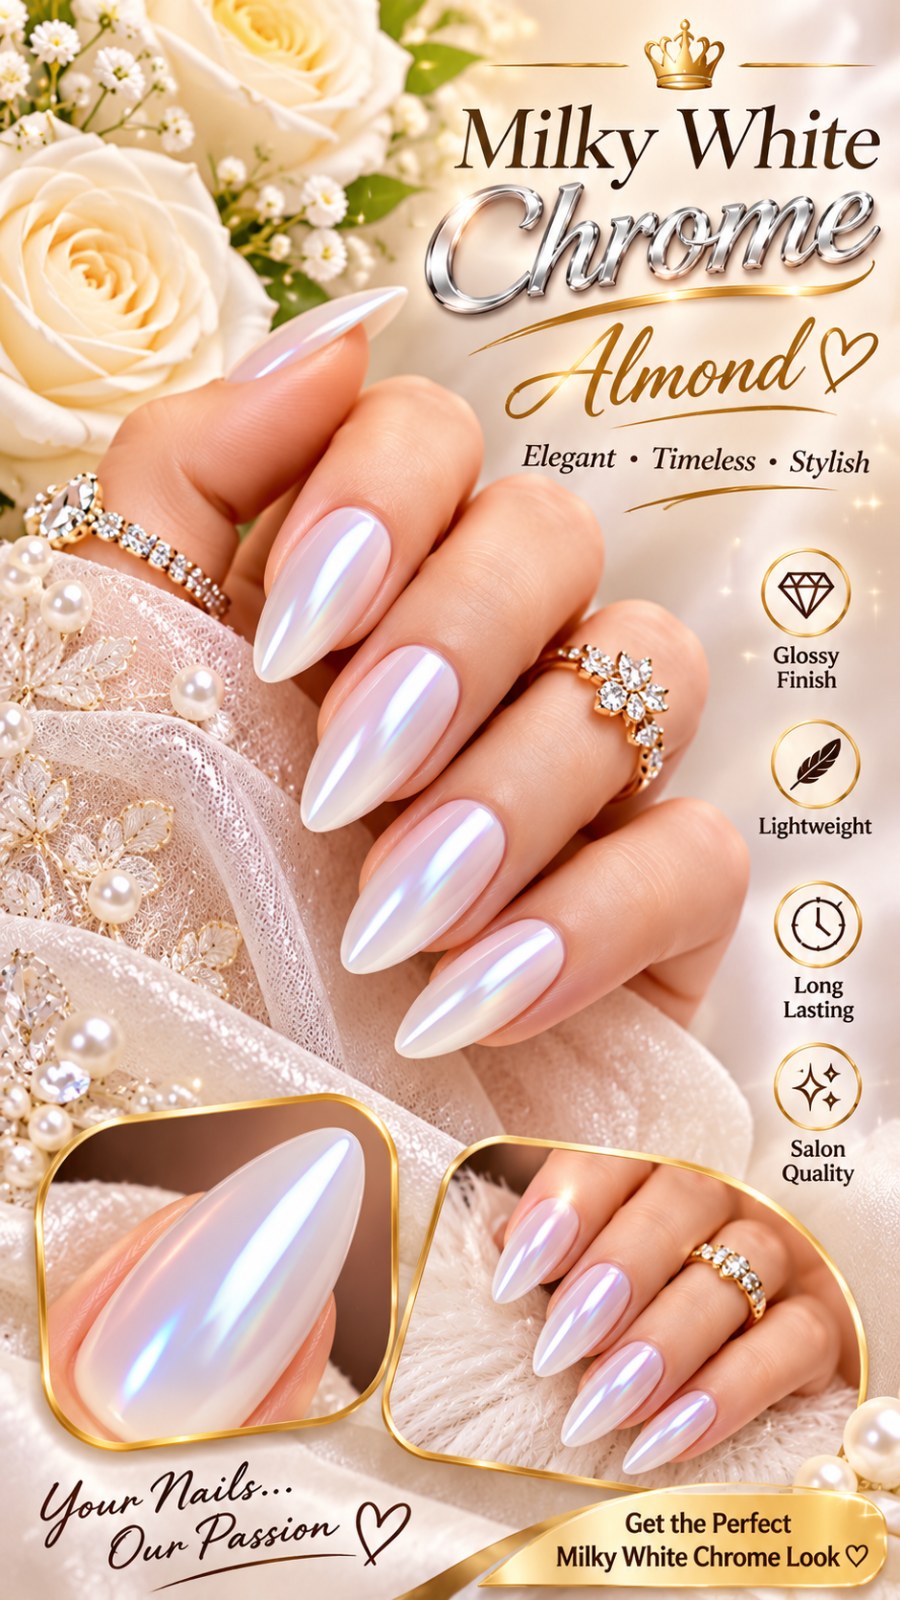 Milky White
Chrome
Almond ♡
Elegant • Timeless • Stylish
Glossy
Finish
Lightweight
Long
Lasting
Salon
Quality
Your Nails...
Our Passion ♡
Get the Perfect
Milky White Chrome Look ♡